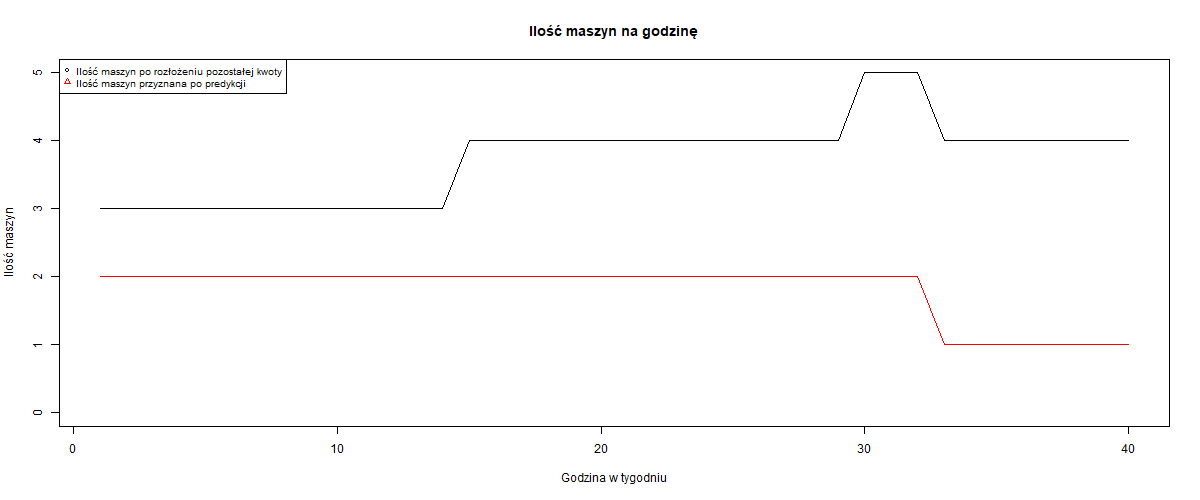 Ilość maszyn na godzinę
Ilość maszyn po rozłożeniu pozostałej kwoty
Ilość maszyn przyznana po predykcji
5
4
3
2
1
0
Ilość maszyn
0 10 20 30 40
Godzina w tygodniu